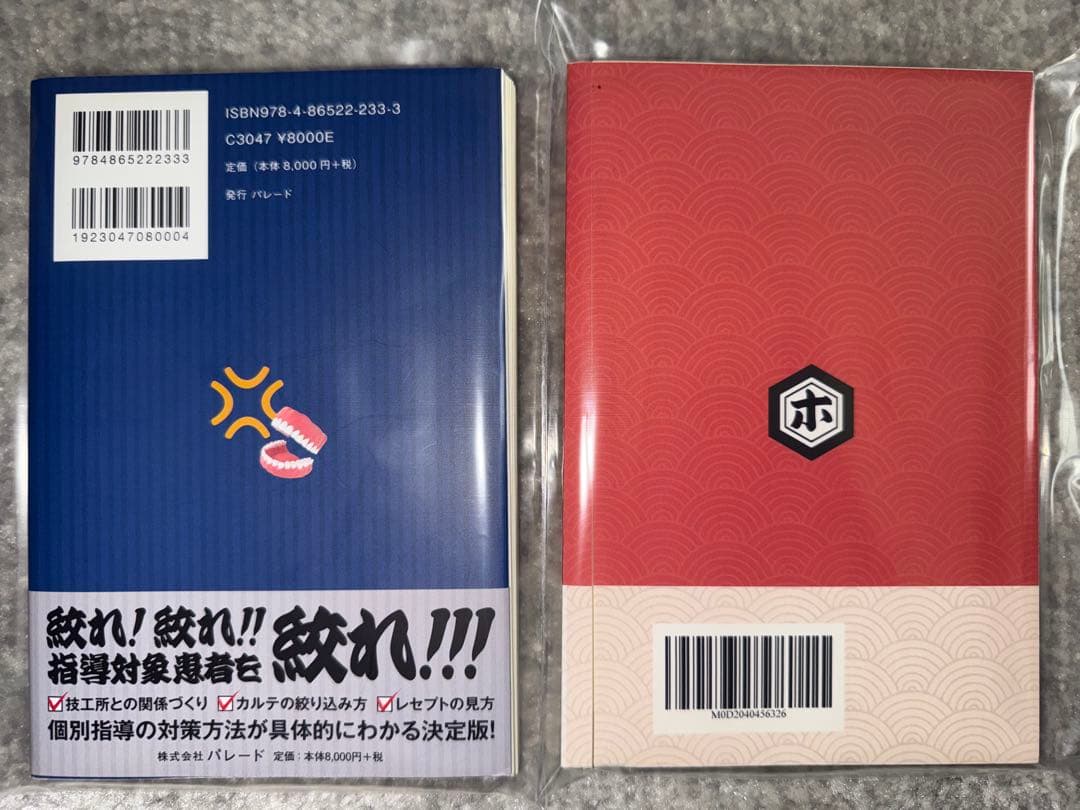 ISBN978-4-86522-233-3
C3047 ¥8000E
定価（本体8,000円+税）
発行 パレード
9784865222333
1923047080004
絞れ！絞れ!!絞れ!!!
指導対象患者を
技工所との関係づくり カルテの絞り込み方 レセプトの見方
個別指導の対策方法が具体的にわかる決定版！
株式会社 パレード 定価：本体8,000円+税
ホ
M0D2040456326